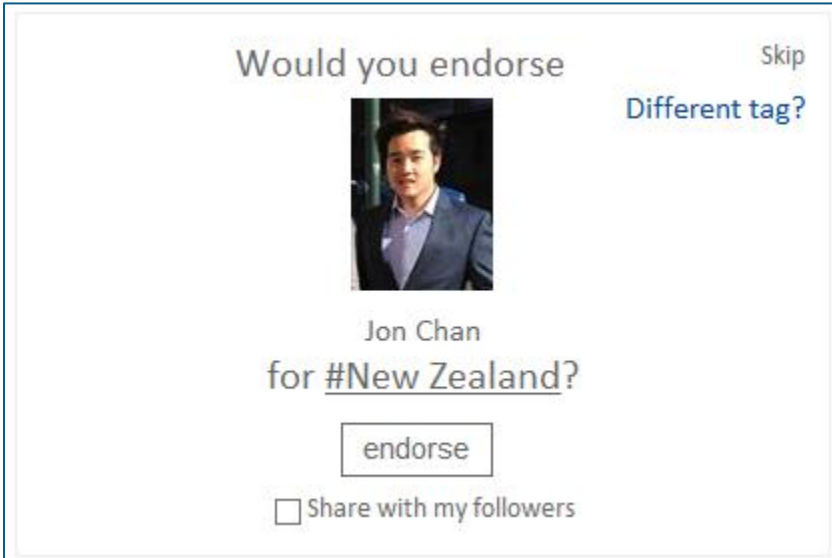 Would you endorse
Skip
Different tag?
Jon Chan
for #New Zealand?
endorse
Share with my followers